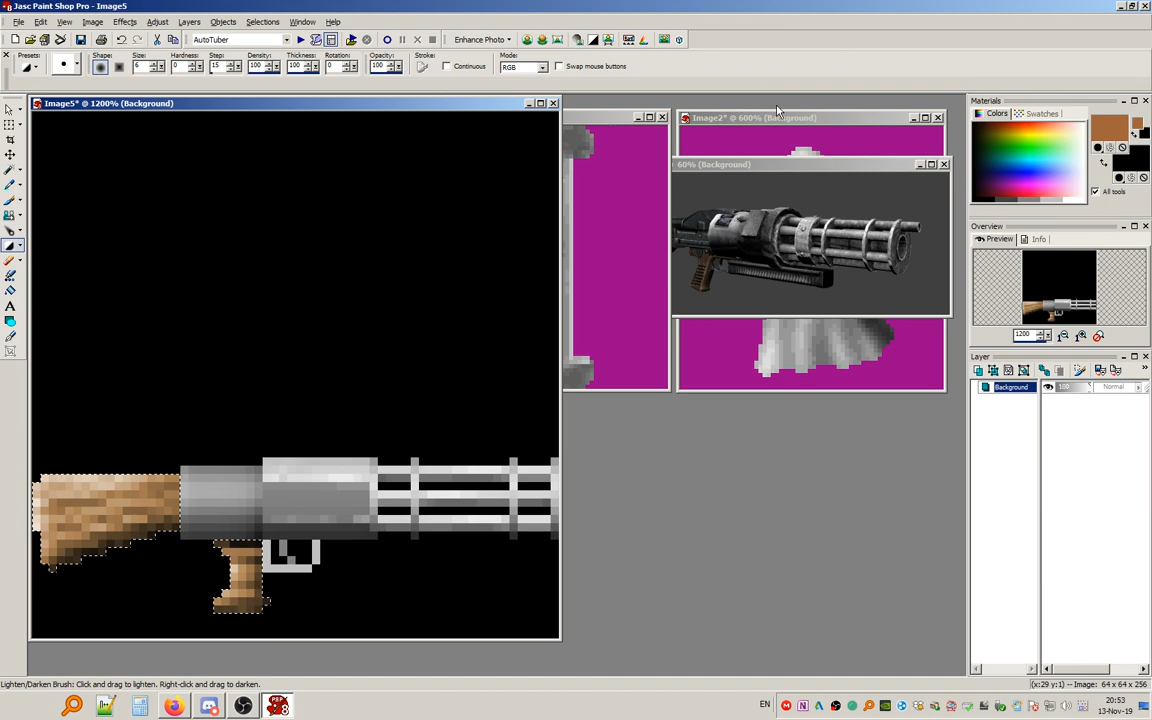 Jasc Paint Shop Pro - Image5
File Edit View Image Effects Adjust Layers Objects Selections Window Help
AutoTuber Enhance Photo
Presets: Shape: Size: Hardness: Step: Density: Thickness: Rotation: Opacity: Stroke: Mode:
6 0 15 100 100 0 100 Continuous RGB Swap mouse buttons
Image5* @ 1200% (Background)
Image2* @ 600% (Background)
60% (Background)
Materials
Colors Swatches
All tools
Overview
Preview Info
1200
Layer
Background 100 Normal
Lighten/Darken Brush: Click and drag to lenten. Right-click and drag to darken.
(x:29 y:1) -- Image: 64 x 64 x 256
EN
20:53
13-Nov-19